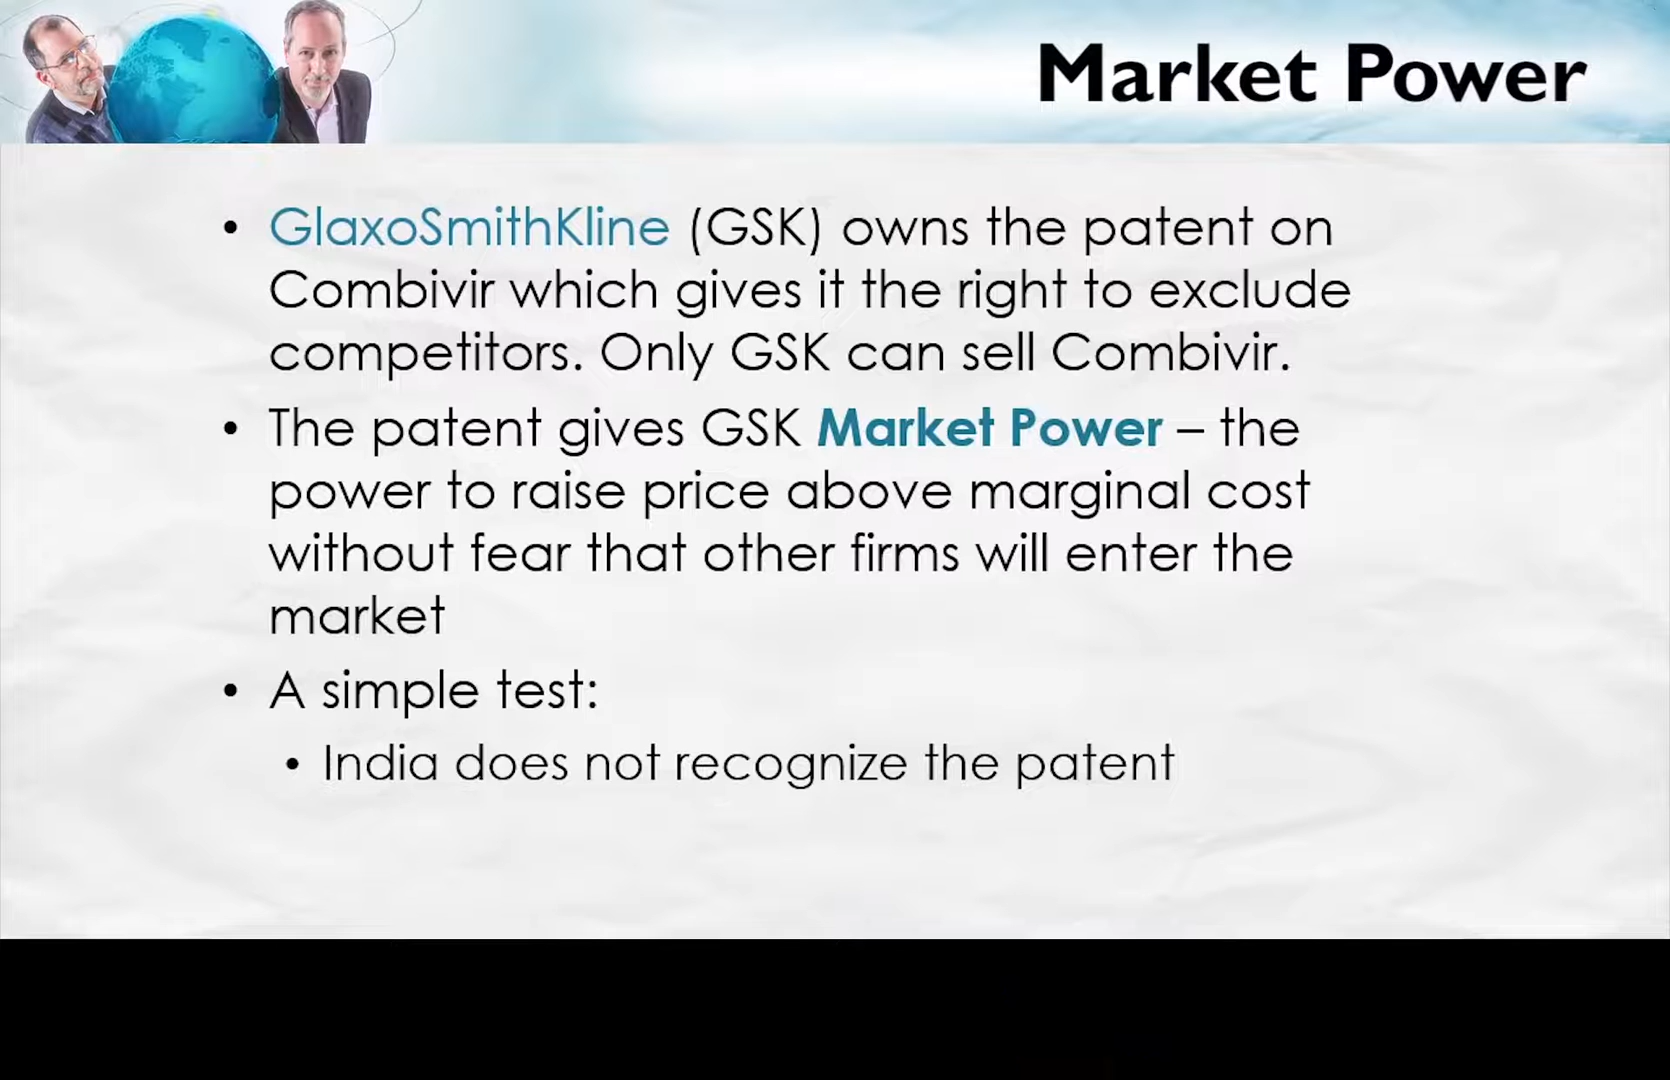 Market Power
• GlaxoSmithKline (GSK) owns the patent on
Combivir which gives it the right to exclude
competitors. Only GSK can sell Combivir.
• The patent gives GSK Market Power – the
power to raise price above marginal cost
without fear that other firms will enter the
market
• A simple test:
• India does not recognize the patent